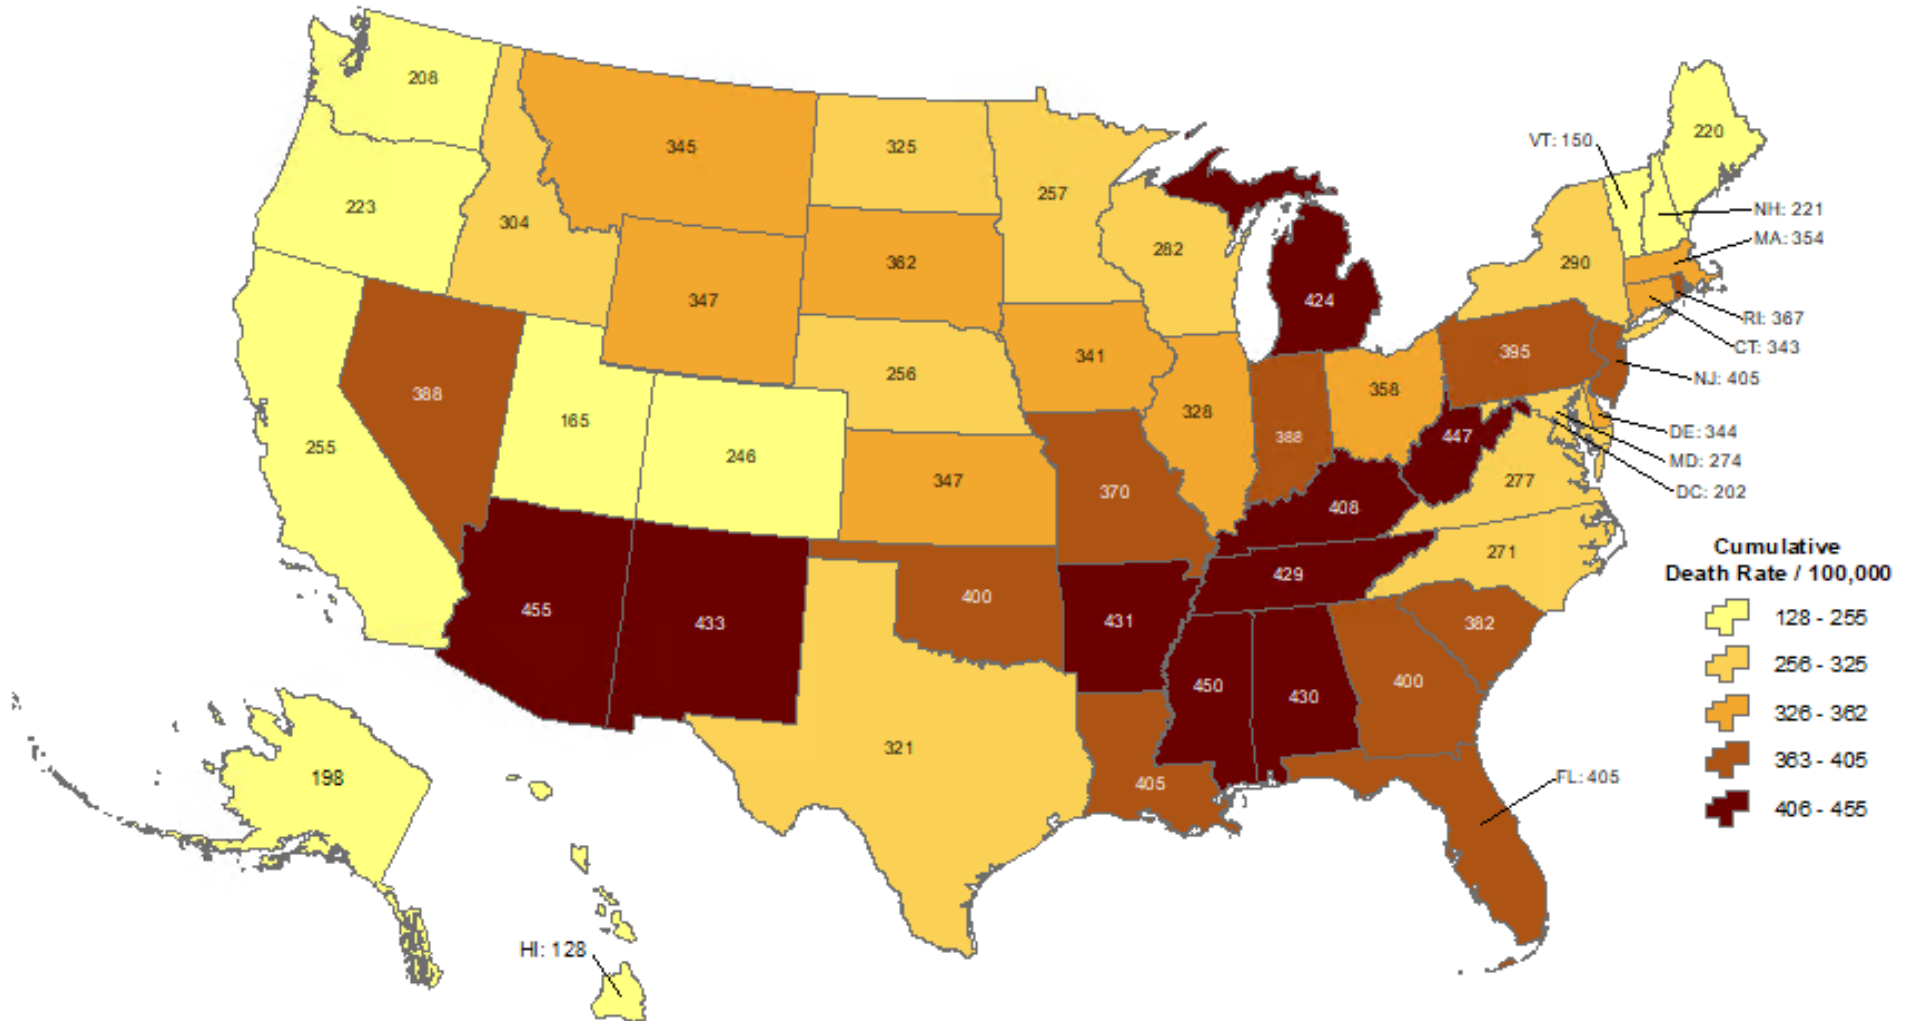 208
220
VT: 150
345
325
257
223
304
NH: 221
MA: 354
282
290
362
347
424
RI: 367
CT: 343
341
395
NJ: 405
256
388
358
328
165
DE: 344
388
447
255
246
MD: 274
347
277
370
DC: 202
408
271
Cumulative
Death Rate / 100,000
429
400
455
433
431
382
128 - 255
256 - 325
450
430
400
326 - 362
321
363 - 405
198
405
FL: 405
406 - 455
HI: 128